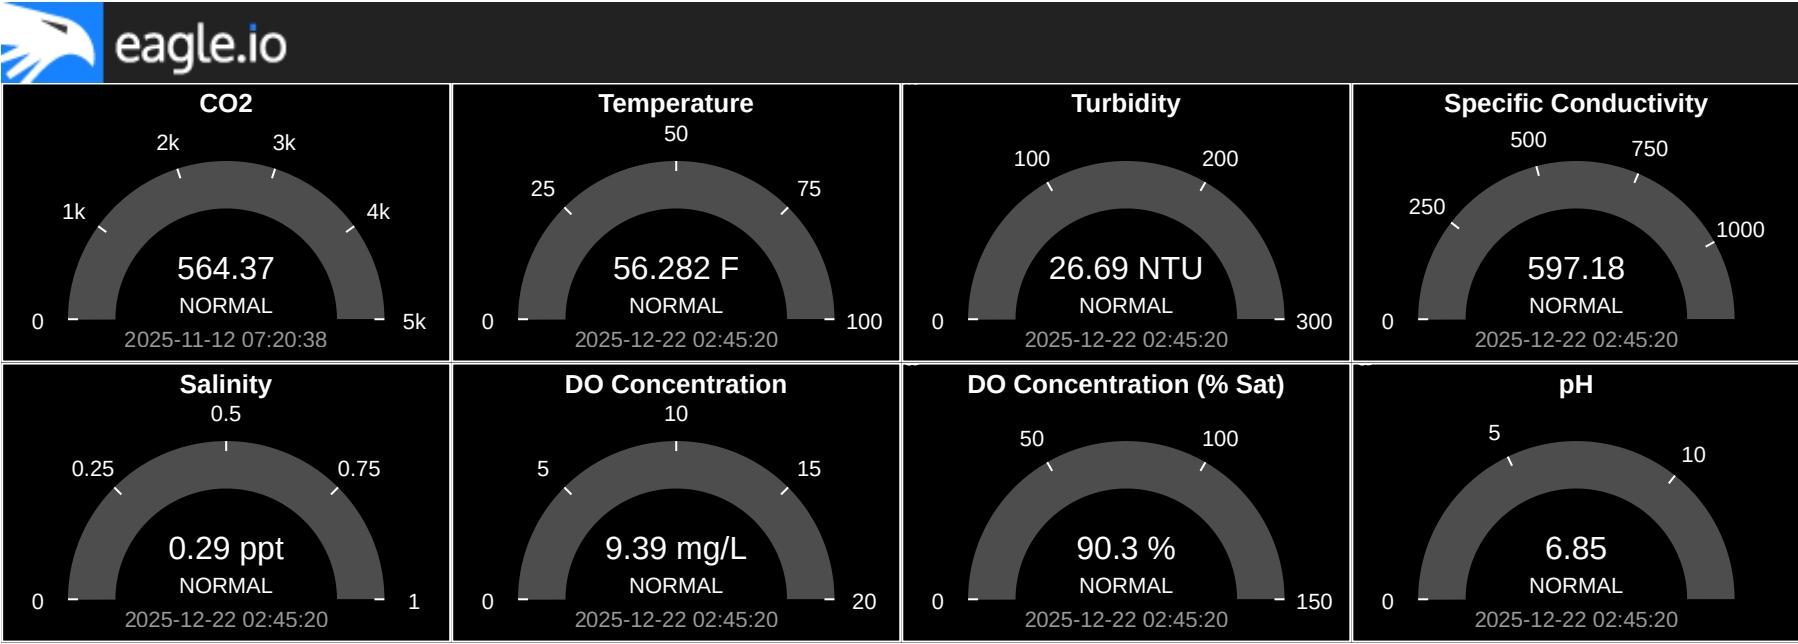 eagle.io
CO2
2k
3k
1k
4k
564.37
NORMAL
0
5k
2025-11-12 07:20:38
Temperature
50
25
75
56.282 F
NORMAL
0
100
2025-12-22 02:45:20
Turbidity
100
200
26.69 NTU
NORMAL
0
300
2025-12-22 02:45:20
Specific Conductivity
500
750
250
1000
597.18
NORMAL
0
2025-12-22 02:45:20
Salinity
0.5
0.25
0.75
0.29 ppt
NORMAL
0
1
2025-12-22 02:45:20
DO Concentration
10
5
15
9.39 mg/L
NORMAL
0
20
2025-12-22 02:45:20
DO Concentration (% Sat)
50
100
90.3 %
NORMAL
0
150
2025-12-22 02:45:20
pH
5
10
6.85
NORMAL
0
2025-12-22 02:45:20